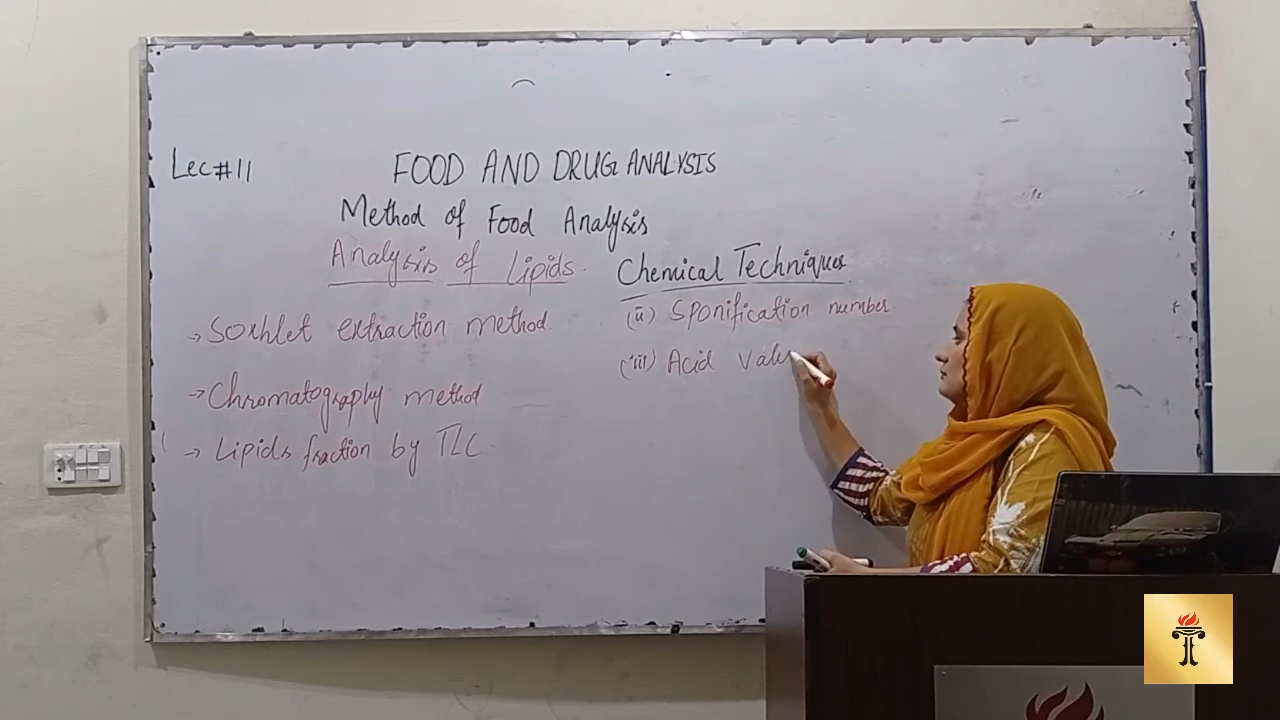 Lec#11
FOOD AND DRUG ANALYSIS
Method of Food Analysis
Analysis of Lipids.
→ Soxhlet extraction method.
→ Chromatography method
→ Lipids fraction by TLC.
Chemical Techniques
(ii) Sponification number
(iii) Acid Valu